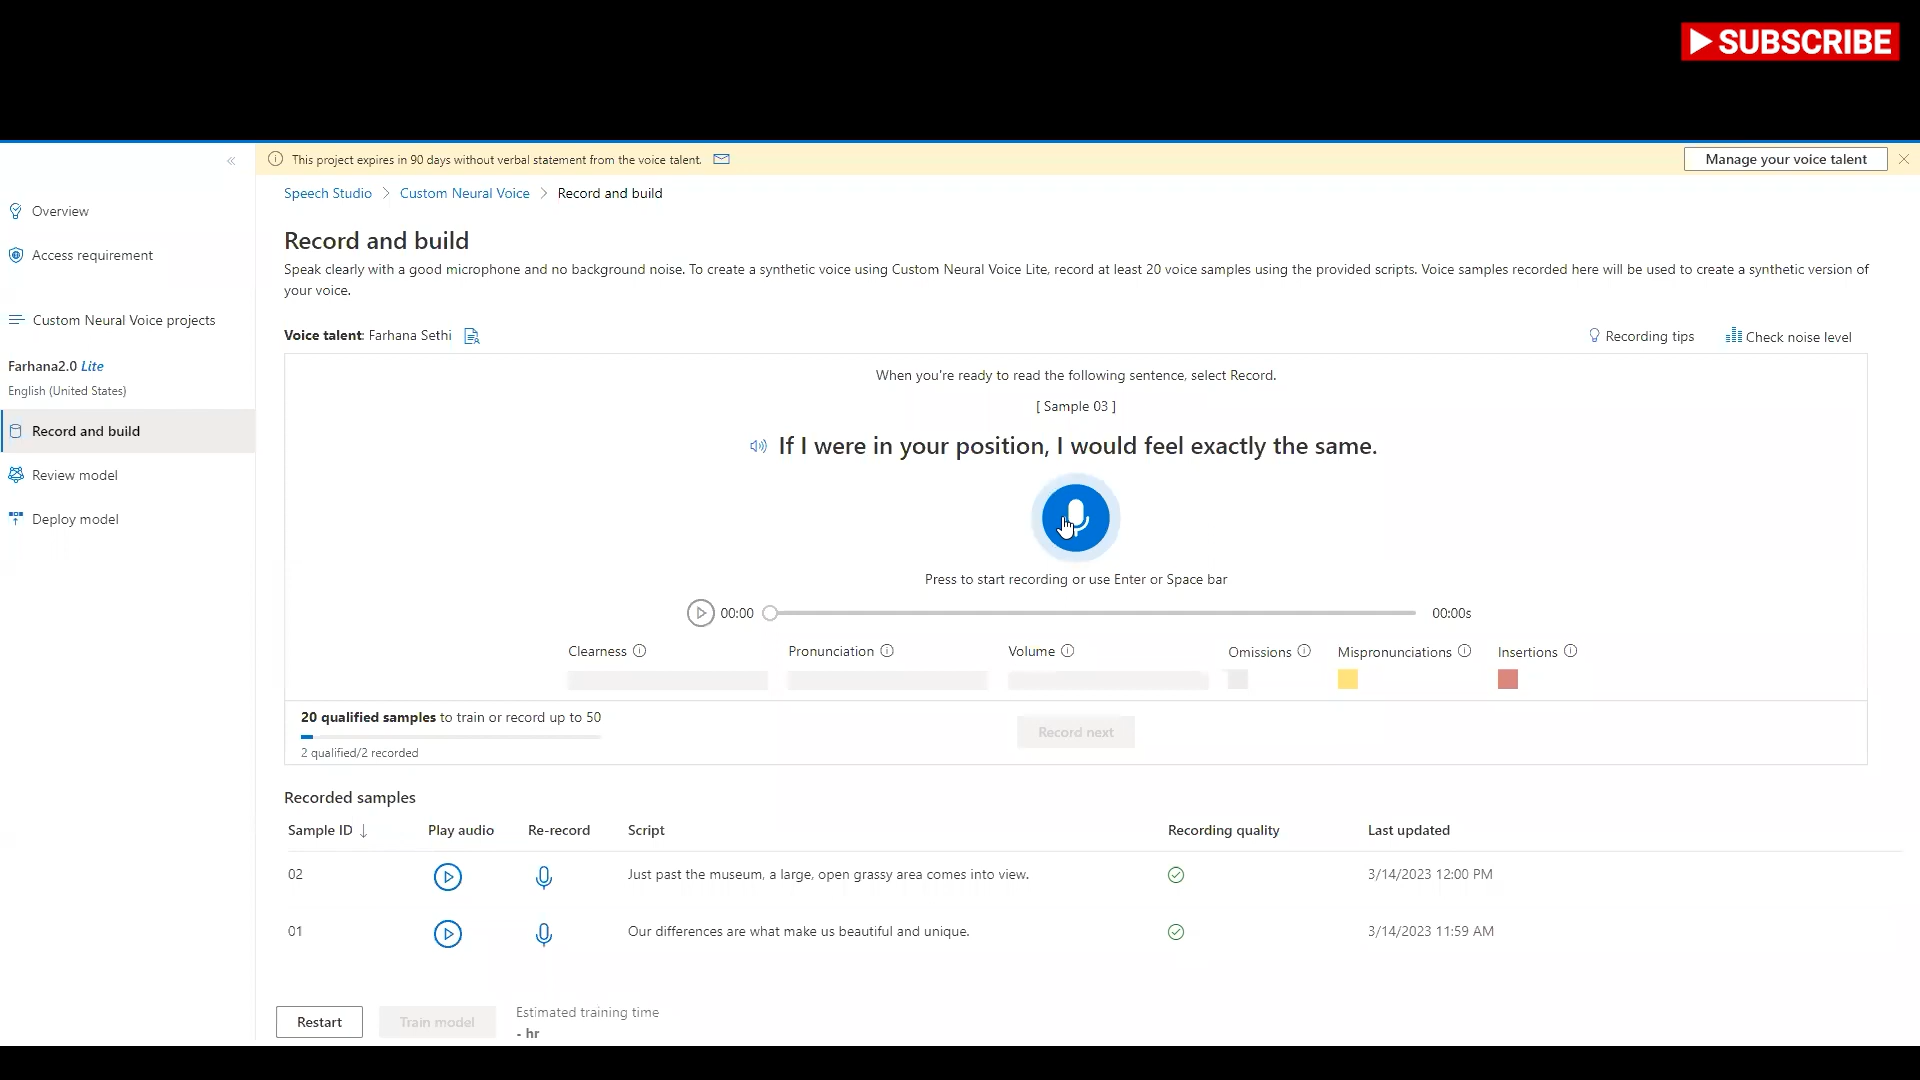 SUBSCRIBE
This project expires in 90 days without verbal statement from the voice talent.
Manage your voice talent
Speech Studio > Custom Neural Voice > Record and build
Overview
Access requirement
Custom Neural Voice projects
Farhana2.0 Lite
English (United States)
Record and build
Review model
Deploy model
Record and build
Speak clearly with a good microphone and no background noise. To create a synthetic voice using Custom Neural Voice Lite, record at least 20 voice samples using the provided scripts. Voice samples recorded here will be used to create a synthetic version of
your voice.
Voice talent: Farhana Sethi
Recording tips
Check noise level
When you're ready to read the following sentence, select Record.
[ Sample 03 ]
If I were in your position, I would feel exactly the same.
Press to start recording or use Enter or Space bar
00:00
00:00s
Clearness
Pronunciation
Volume
Omissions
Mispronunciations
Insertions
20 qualified samples to train or record up to 50
2 qualified/2 recorded
Record next
Recorded samples
Sample ID ↓ Play audio Re-record Script Recording quality Last updated
02 Just past the museum, a large, open grassy area comes into view. 3/14/2023 12:00 PM
01 Our differences are what make us beautiful and unique. 3/14/2023 11:59 AM
Restart
Train model
Estimated training time
- hr